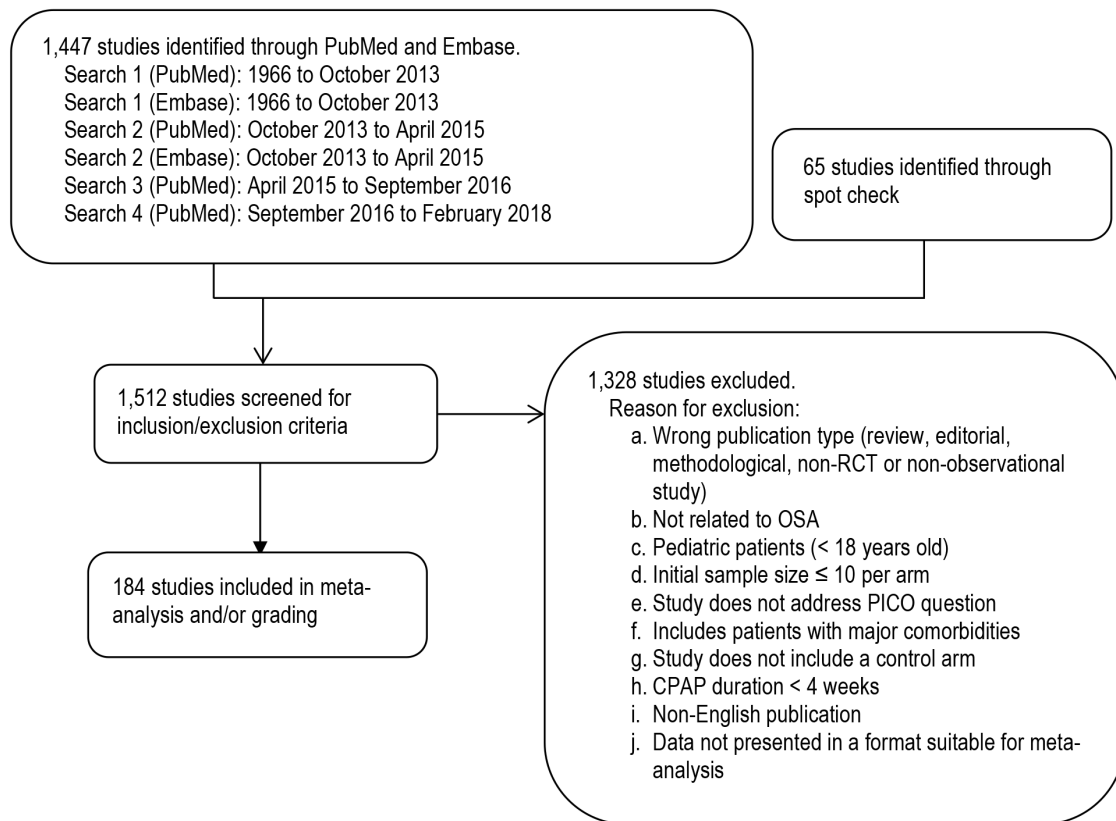 1,447 studies identified through PubMed and Embase.
Search 1 (PubMed): 1966 to October 2013
Search 1 (Embase): 1966 to October 2013
Search 2 (PubMed): October 2013 to April 2015
Search 2 (Embase): October 2013 to April 2015
Search 3 (PubMed): April 2015 to September 2016
Search 4 (PubMed): September 2016 to February 2018
65 studies identified through
spot check
1,512 studies screened for
inclusion/exclusion criteria
1,328 studies excluded.
Reason for exclusion:
a. Wrong publication type (review, editorial,
methodological, non-RCT or non-observational
study)
b. Not related to OSA
c. Pediatric patients (< 18 years old)
d. Initial sample size ≤ 10 per arm
e. Study does not address PICO question
f. Includes patients with major comorbidities
g. Study does not include a control arm
h. CPAP duration < 4 weeks
i. Non-English publication
j. Data not presented in a format suitable for meta-
analysis
184 studies included in meta-
analysis and/or grading